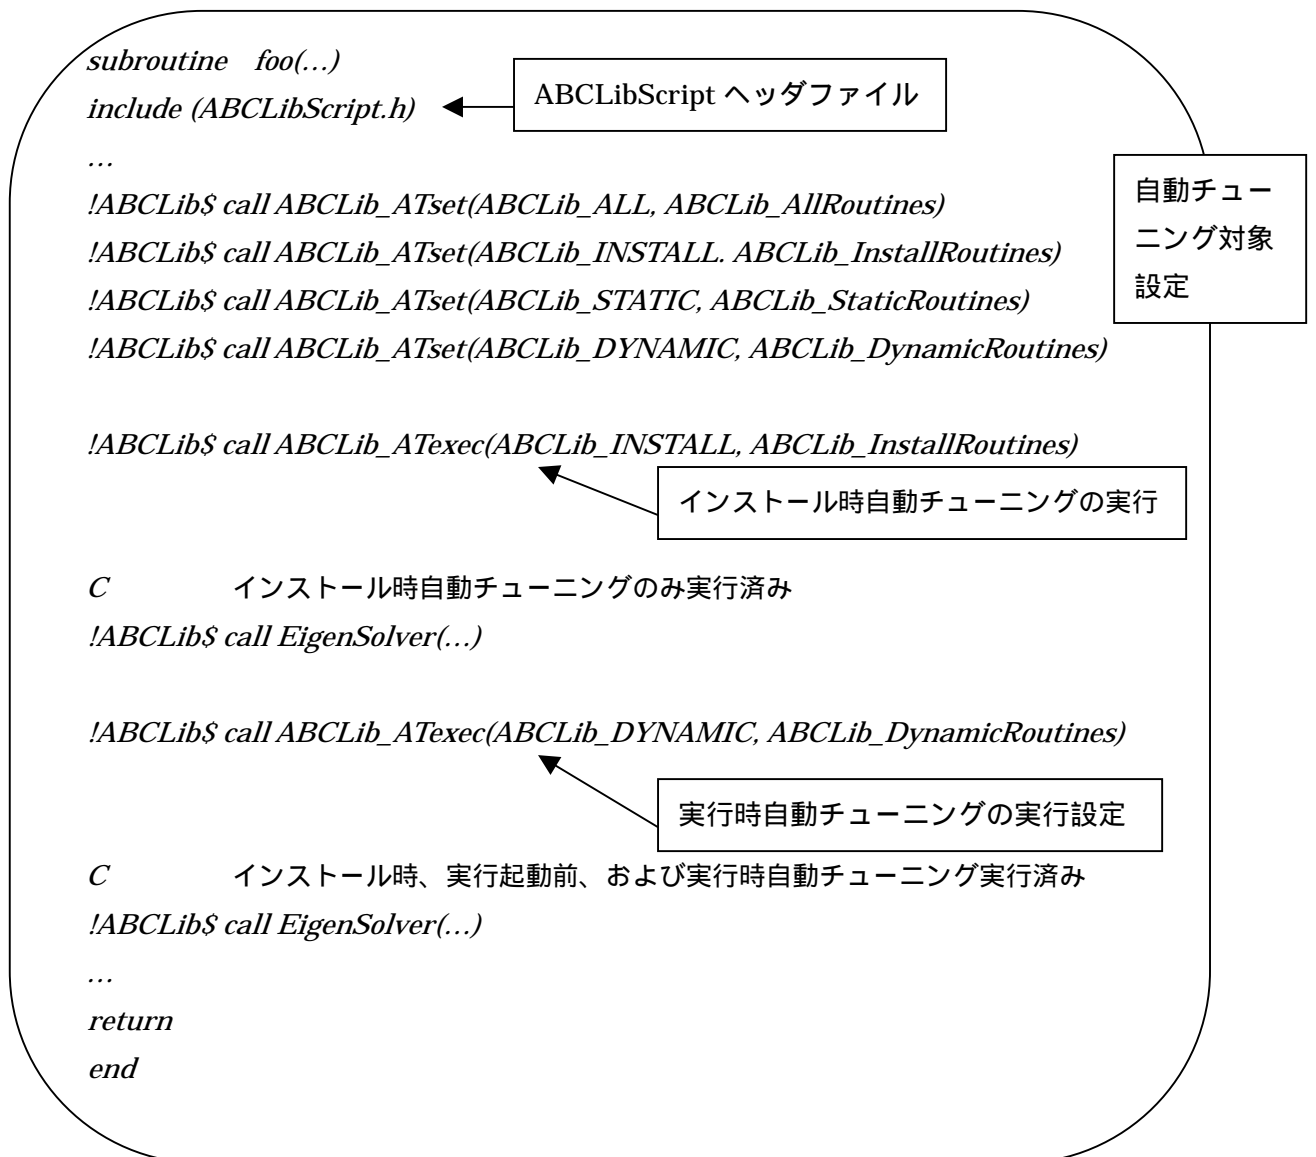 subroutine foo(…)
include (ABCLibScript.h)
ABCLibScript ヘッダファイル
…
自動チュー
ニング対象
設定
!ABCLib$ call ABCLib_ATset(ABCLib_ALL, ABCLib_AllRoutines)
!ABCLib$ call ABCLib_ATset(ABCLib_INSTALL. ABCLib_InstallRoutines)
!ABCLib$ call ABCLib_ATset(ABCLib_STATIC, ABCLib_StaticRoutines)
!ABCLib$ call ABCLib_ATset(ABCLib_DYNAMIC, ABCLib_DynamicRoutines)
!ABCLib$ call ABCLib_ATexec(ABCLib_INSTALL, ABCLib_InstallRoutines)
インストール時自動チューニングの実行
C インストール時自動チューニングのみ実行済み
!ABCLib$ call EigenSolver(…)
!ABCLib$ call ABCLib_ATexec(ABCLib_DYNAMIC, ABCLib_DynamicRoutines)
実行時自動チューニングの実行設定
C インストール時、実行起動前、および実行時自動チューニング実行済み
!ABCLib$ call EigenSolver(…)
…
return
end